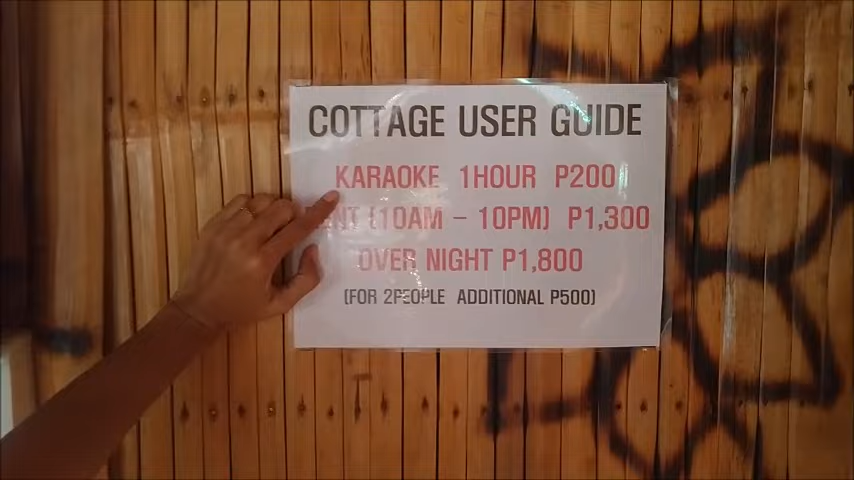 COTTAGE USER GUIDE
KARAOKE 1HOUR P200
(10AM - 10PM) P1,300
OVER NIGHT P1,800
(FOR 2PEOPLE ADDITIONAL P500)